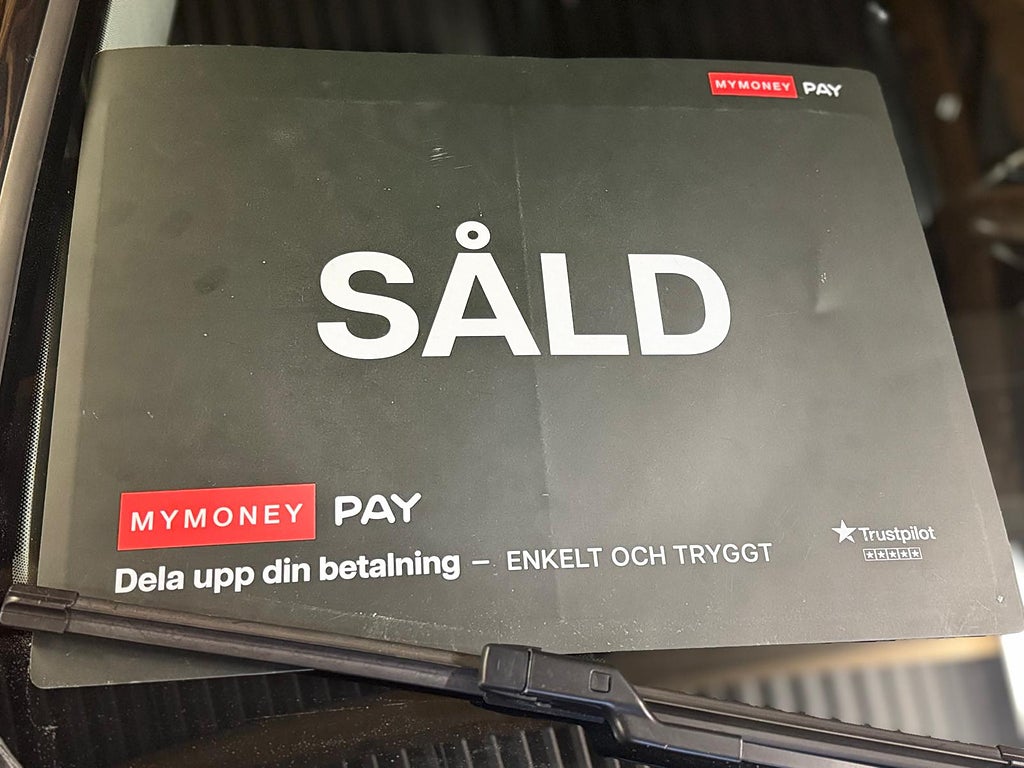 MYMONEY PAY
SÅLD
MYMONEY PAY
Dela upp din betalning – ENKELT OCH TRYGGT
Trustpilot